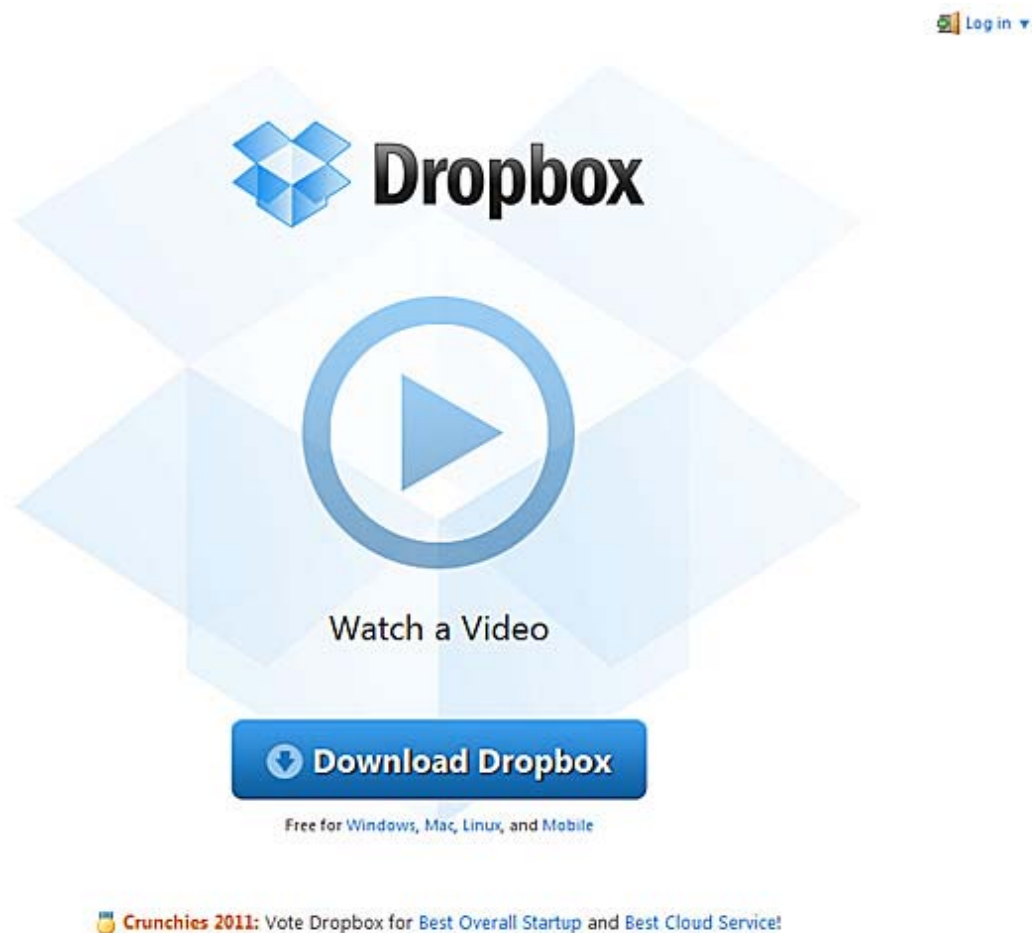 Log in
Dropbox
Watch a Video
Download Dropbox
Free for Windows, Mac, Linux, and Mobile
Crunchies 2011: Vote Dropbox for Best Overall Startup and Best Cloud Service!